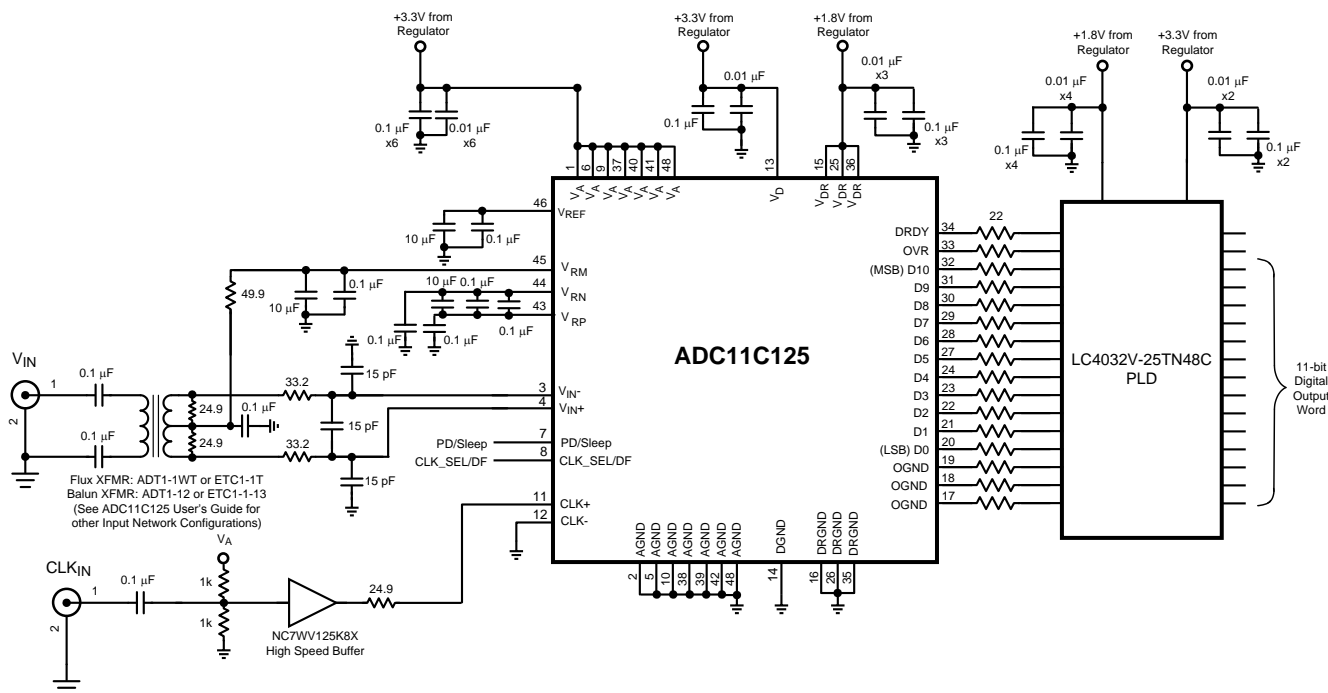 +3.3V from
Regulator
+3.3V from
Regulator
+1.8V from
Regulator
+1.8V from
Regulator
+3.3V from
Regulator
0.1 µF
x6
0.01 µF
x6
0.01 µF
0.1 µF
0.01 µF
x3
0.1 µF
x3
0.01 µF
x4
0.1 µF
x4
0.01 µF
x2
0.1 µF
x2
1
6
9
37
40
41
48
13
15
25
36
VA
VA
VA
VA
VA
VA
VA
VD
VDR
VDR
VDR
46
VREF
10 µF
0.1 µF
45
VRM
49.9
10 µF
0.1 µF
44
VRN
43
VRP
10 µF
0.1 µF
0.1 µF
0.1 µF
0.1 µF
ADC11C125
VIN
1
2
0.1 µF
0.1 µF
24.9
24.9
0.1 µF
33.2
33.2
15 pF
15 pF
15 pF
3
VIN-
4
VIN+
7
PD/Sleep
PD/Sleep
8
CLK_SEL/DF
CLK_SEL/DF
Flux XFMR: ADT1-1WT or ETC1-1T
Balun XFMR: ADT1-12 or ETC1-1-13
(See ADC11C125 User's Guide for
other Input Network Configurations)
11
CLK+
12
CLK-
VA
CLKIN
1
2
0.1 µF
1k
1k
24.9
NC7WV125K8X
High Speed Buffer
AGND
AGND
AGND
AGND
AGND
AGND
AGND
DGND
DRGND
DRGND
DRGND
2
5
10
38
39
42
48
14
16
26
35
22
DRDY 34
OVR 33
(MSB) D10 32
D9 31
D8 30
D7 29
D6 28
D5 27
D4 24
D3 23
D2 22
D1 21
(LSB) D0 20
OGND 19
OGND 18
OGND 17
LC4032V-25TN48C
PLD
11-bit
Digital
Output
Word